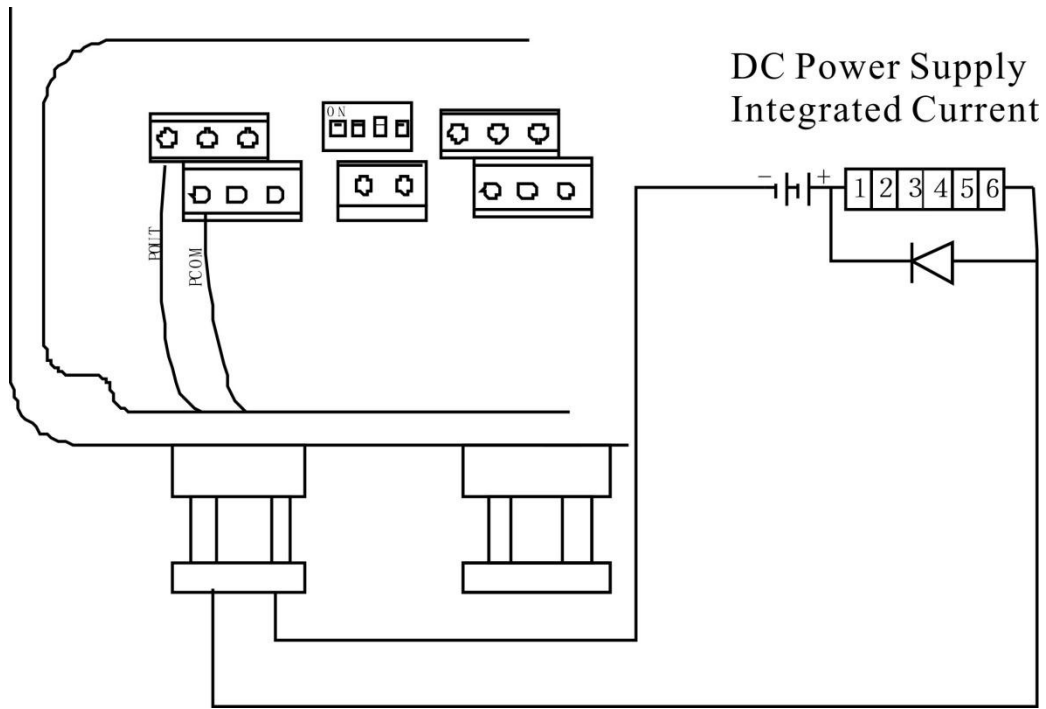 DC Power Supply
Integrated Current
ON
- +
1 2 3 4 5 6
POUT
PCOM